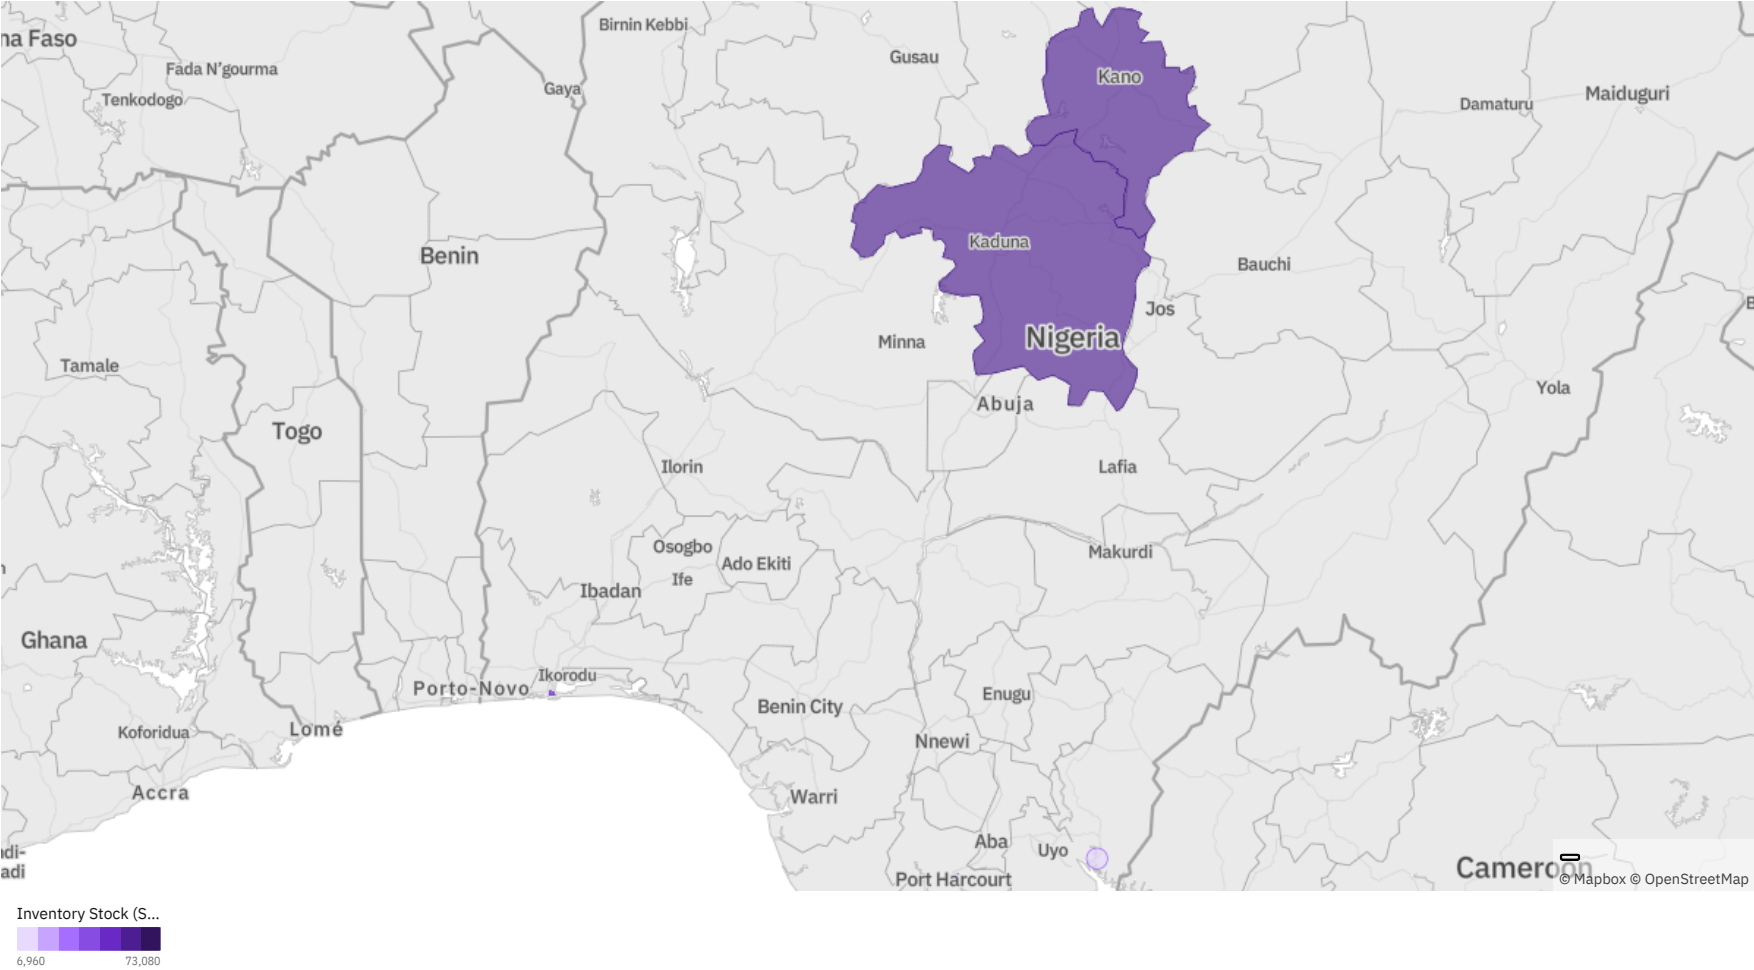 Birnin Kebbi
na Faso
Gusau
Fada N'gourma
Kano
Gaya
Maiduguri
Tenkodogo
Damaturu
Kaduna
Benin
Bauchi
Jos
Nigeria
Minna
Tamale
Yola
Abuja
Togo
Ilorin
Lafia
Osogbo
Makurdi
Ado Ekiti
Ife
Ibadan
Ghana
Ikorodu
Porto-Novo
Enugu
Benin City
Lomé
Koforidua
Nnewi
Accra
Warri
Aba
Uyo
di-
adi
Cameroon
Port Harcourt
© Mapbox © OpenStreetMap
Inventory Stock (S...
6,960 73,080